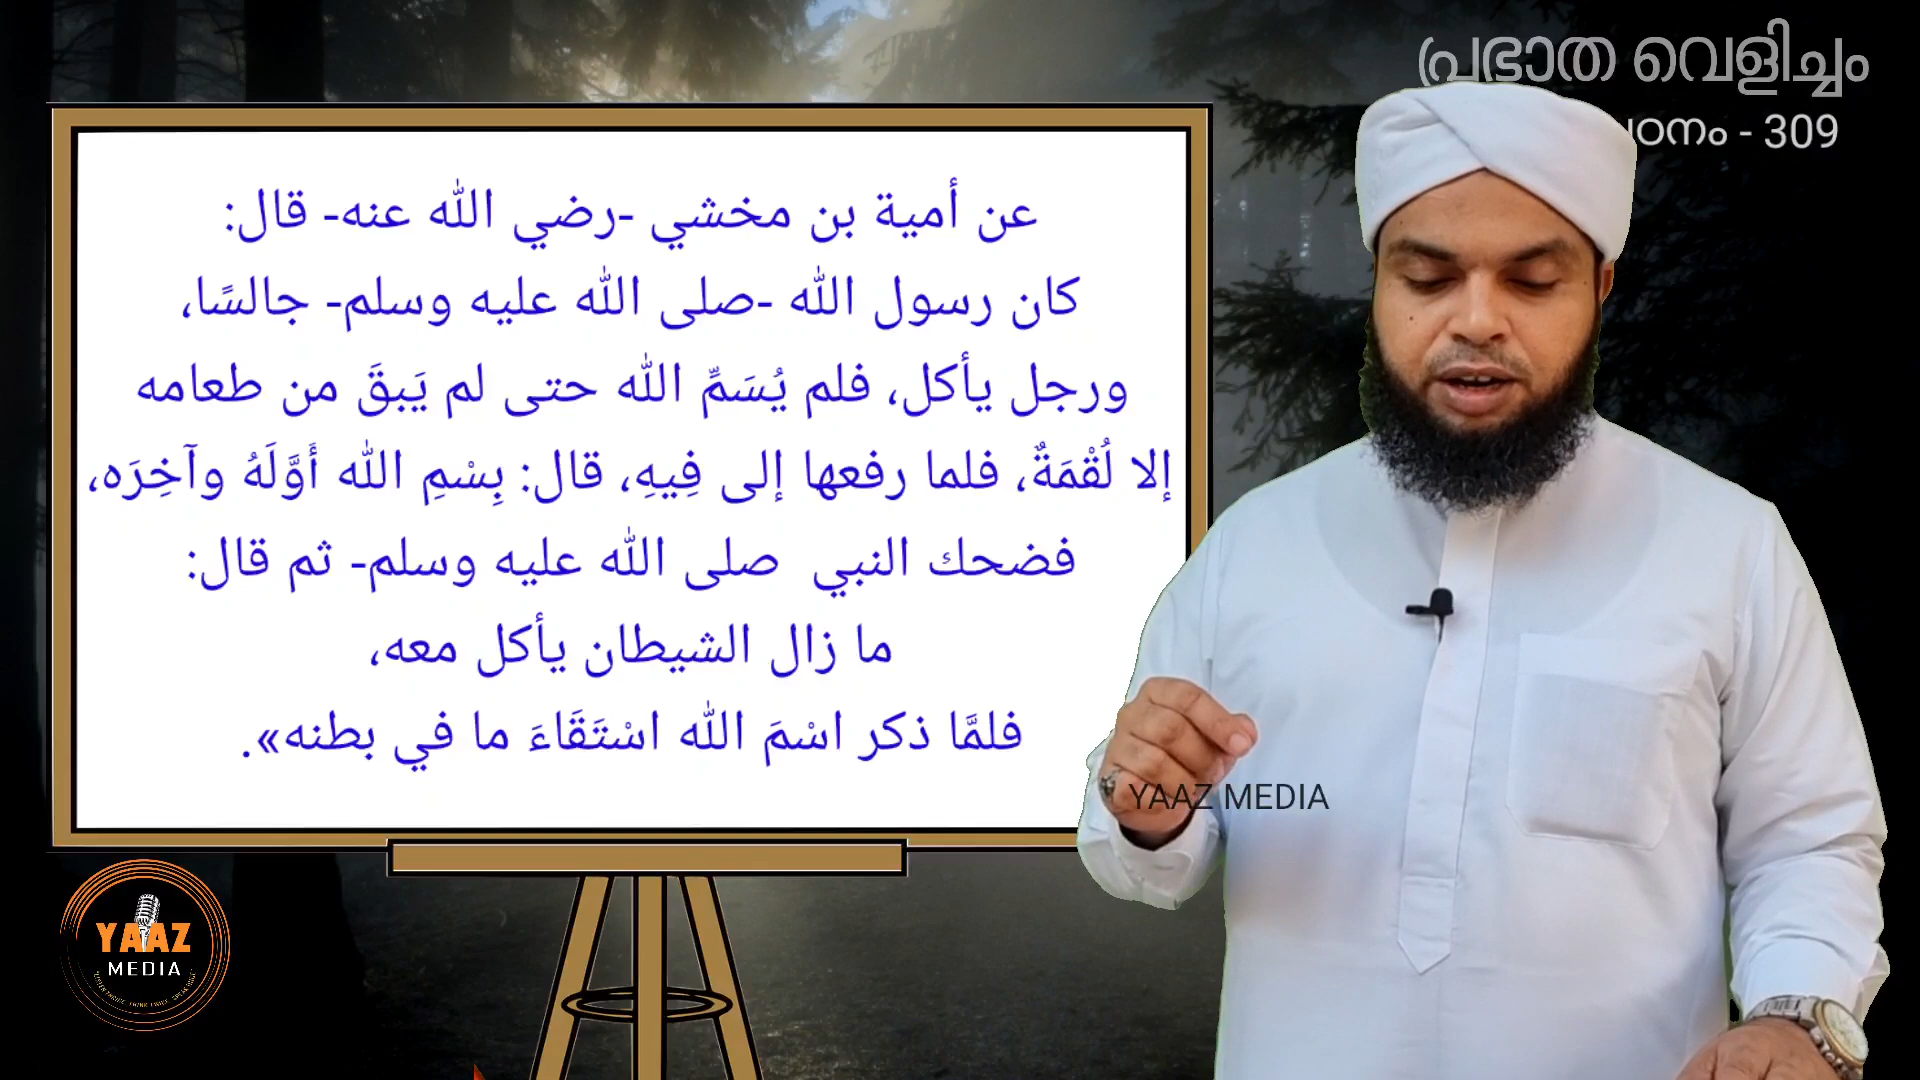 പ്രഭാത വെളിച്ചം
309
عن أمية بن مخشي -رضي الله عنه- قال:
كان رسول الله -صلى الله عليه وسلم- جالسًا،
ورجل يأكل، فلم يُسَمِّ الله حتى لم يَبقَ من طعامه
إلا لُقْمَةٌ، فلما رفعها إلى فِيهِ، قال: بِسْمِ الله أَوَّلَهُ وآخِرَه،
فضحك النبي  صلى الله عليه وسلم- ثم قال:
ما زال الشيطان يأكل معه،
فلمَّا ذكر اسْمَ الله اسْتَقَاءَ ما في بطنه».
YAAZ MEDIA
YAAZ
MEDIA